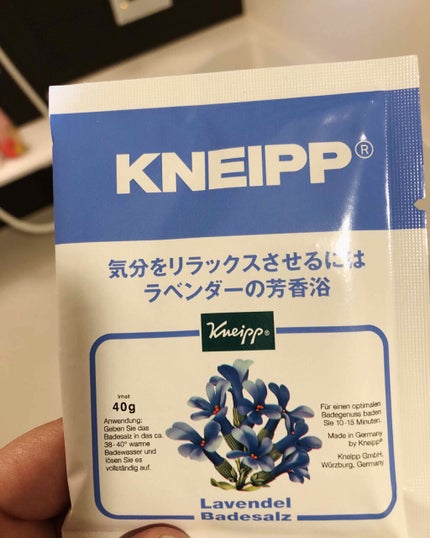 KNEIPP®
気分をリラックスさせるには
ラベンダーの芳香浴
Kneipp®
Inhalt
40g
Anwendung:
Geben Sie das
Badesalz in das ca.
38-40° warme
Badewasser und
lösen Sie es
vollständig auf.
Für einen optimalen
Badegenuss baden
Sie 10-15 Minuten.
Made in Germany
by Kneipp®
Kneipp GmbH,
Würzburg, Germany
Lavendel
Badesalz